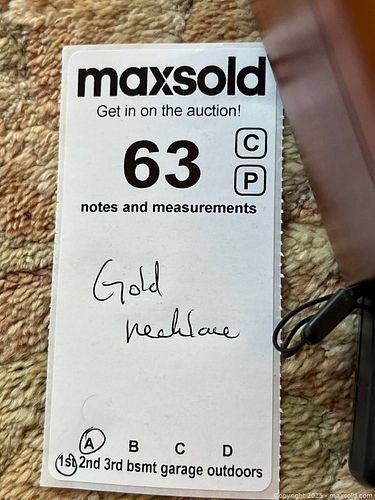 maxsold
Get in on the auction!
63
C
P
notes and measurements
Gold
necklace
A B C D
1st 2nd 3rd bsmt garage outdoors
Copyright 2025 - maxsold.com